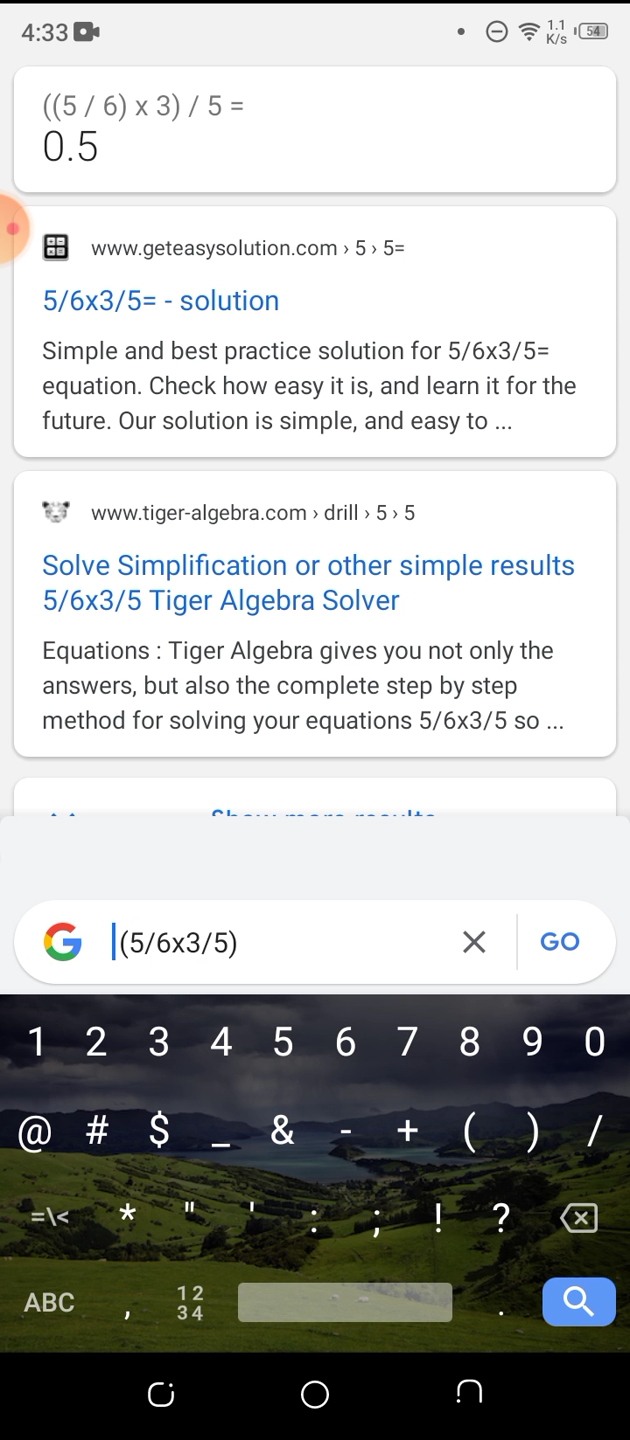 4:33
1.1
K/s
54
((5 / 6) x 3) / 5 =
0.5
www.geteasysolution.com › 5 › 5=
5/6x3/5= - solution
Simple and best practice solution for 5/6x3/5=
equation. Check how easy it is, and learn it for the
future. Our solution is simple, and easy to ...
www.tiger-algebra.com › drill › 5 › 5
Solve Simplification or other simple results
5/6x3/5 Tiger Algebra Solver
Equations : Tiger Algebra gives you not only the
answers, but also the complete step by step
method for solving your equations 5/6x3/5 so ...
Show more results
(5/6x3/5) GO
1 2 3 4 5 6 7 8 9 0
@ # $ _ & - + ( ) /
=\< * " ' : ; ! ?
ABC , 12 .
34